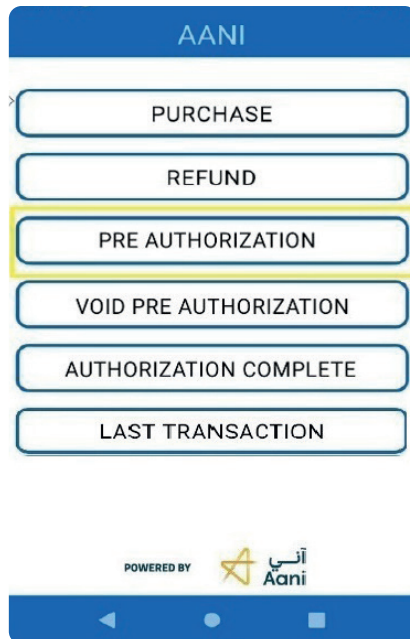 AANI
PURCHASE
REFUND
PRE AUTHORIZATION
VOID PRE AUTHORIZATION
AUTHORIZATION COMPLETE
LAST TRANSACTION
POWERED BY
آني
Aani